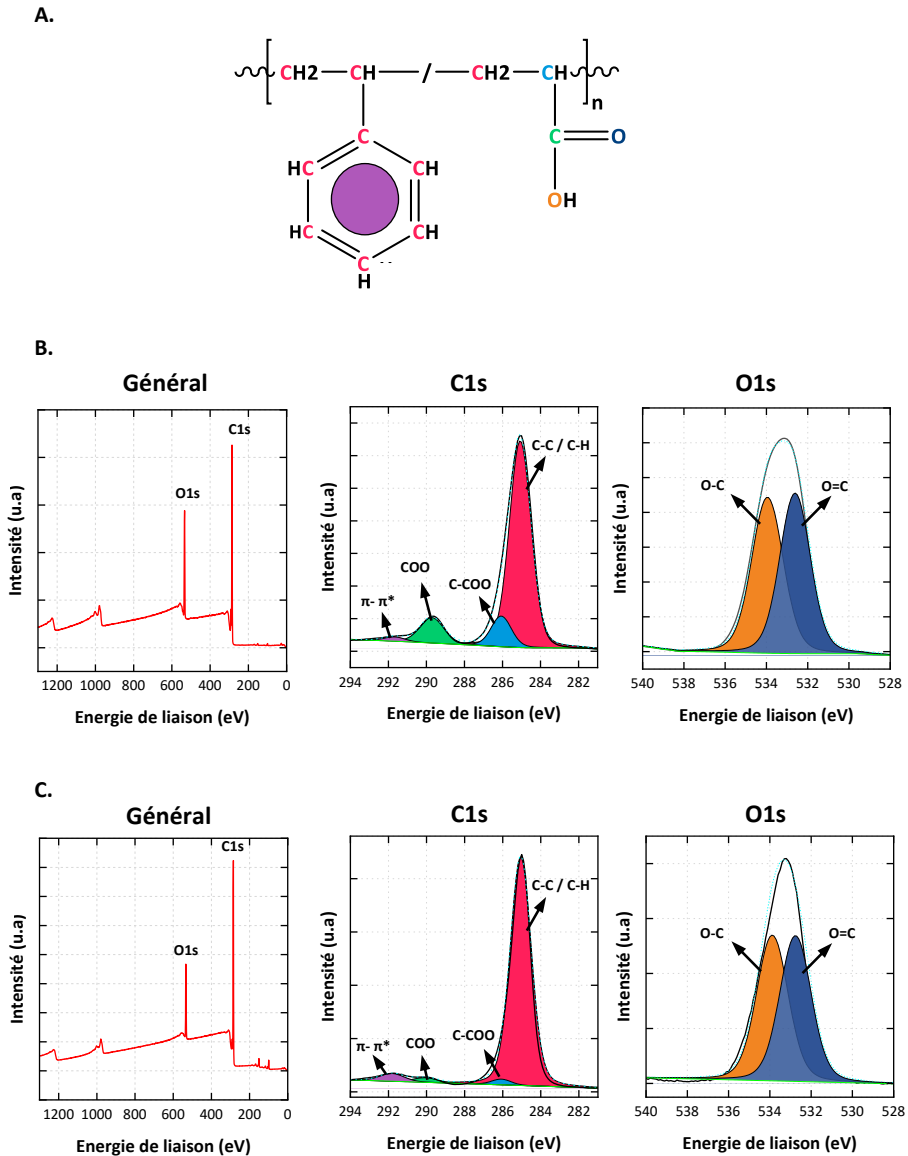 A.
CH2 CH / CH2 CH
n
C O
C
HC CH
OH
HC CH
C
H
B.
Général
C1s
O1s
Intensité (u.a)
1200 1000 800 600 400 200 0
Energie de liaison (eV)
C1s
C-C / C-H
COO
C-COO
π- π*
Intensité (u.a)
294 292 290 288 286 284 282
Energie de liaison (eV)
O1s
O-C
O=C
Intensité (u.a)
540 538 536 534 532 530 528
Energie de liaison (eV)
C.
Général
C1s
O1s
Intensité (u.a)
1200 1000 800 600 400 200 0
Energie de liaison (eV)
C1s
C-C / C-H
C-COO
COO
π- π*
Intensité (u.a)
294 292 290 288 286 284 282
Energie de liaison (eV)
O1s
O-C
O=C
Intensité (u.a)
540 538 536 534 532 530 528
Energie de liaison (eV)